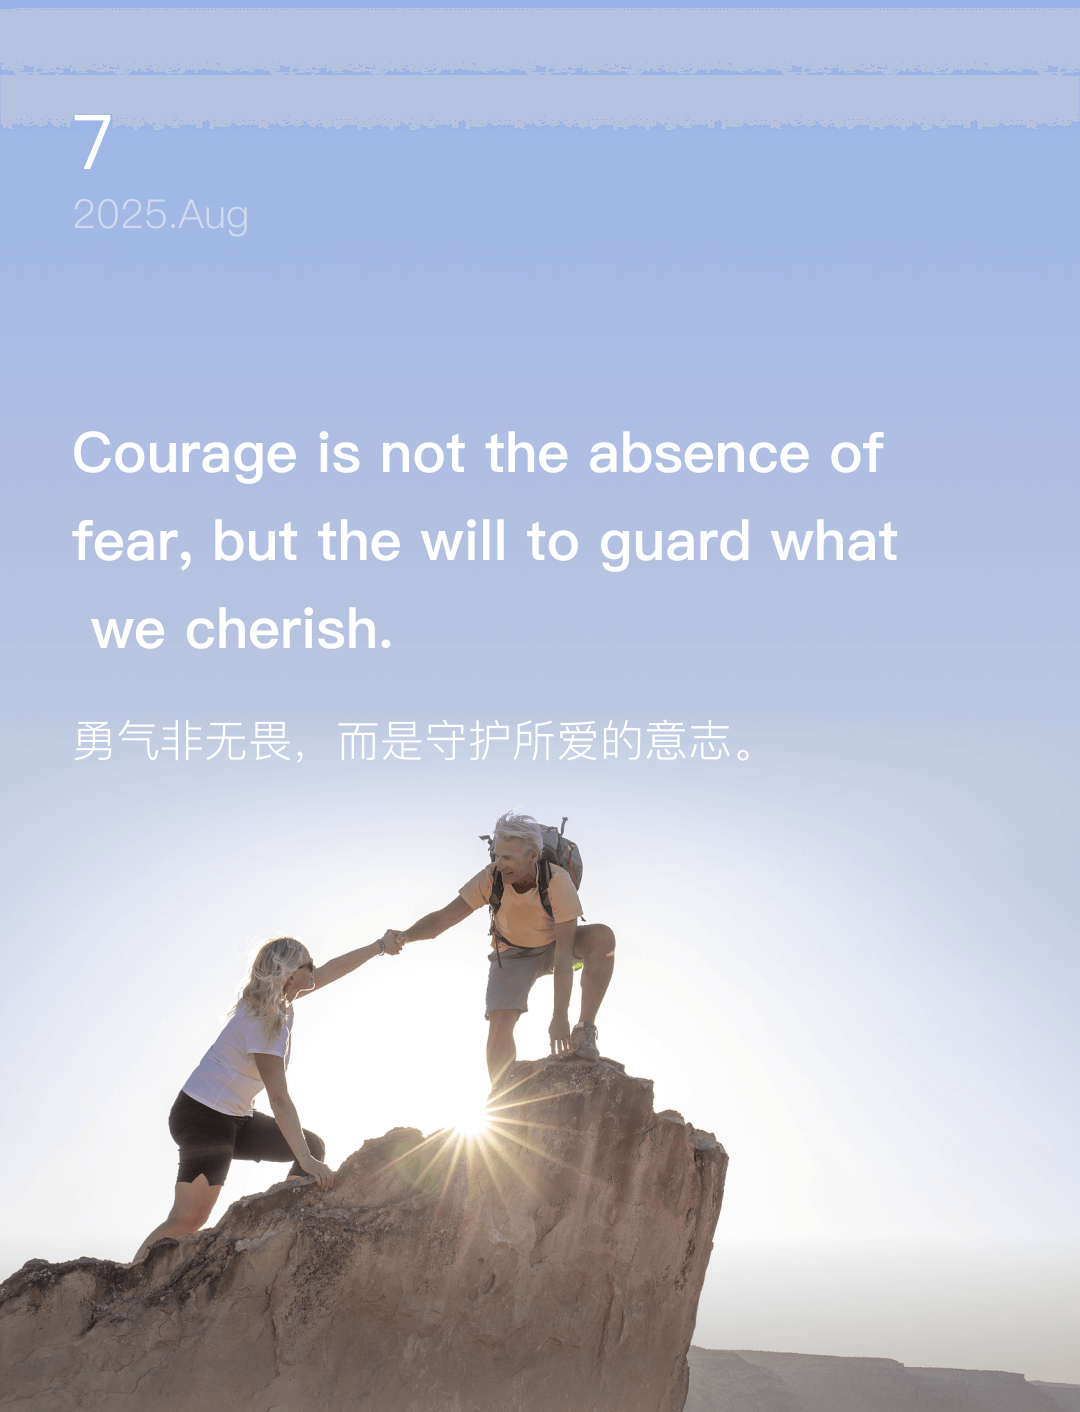 7
2025.Aug
Courage is not the absence of
fear, but the will to guard what
we cherish.
勇气非无畏，而是守护所爱的意志。